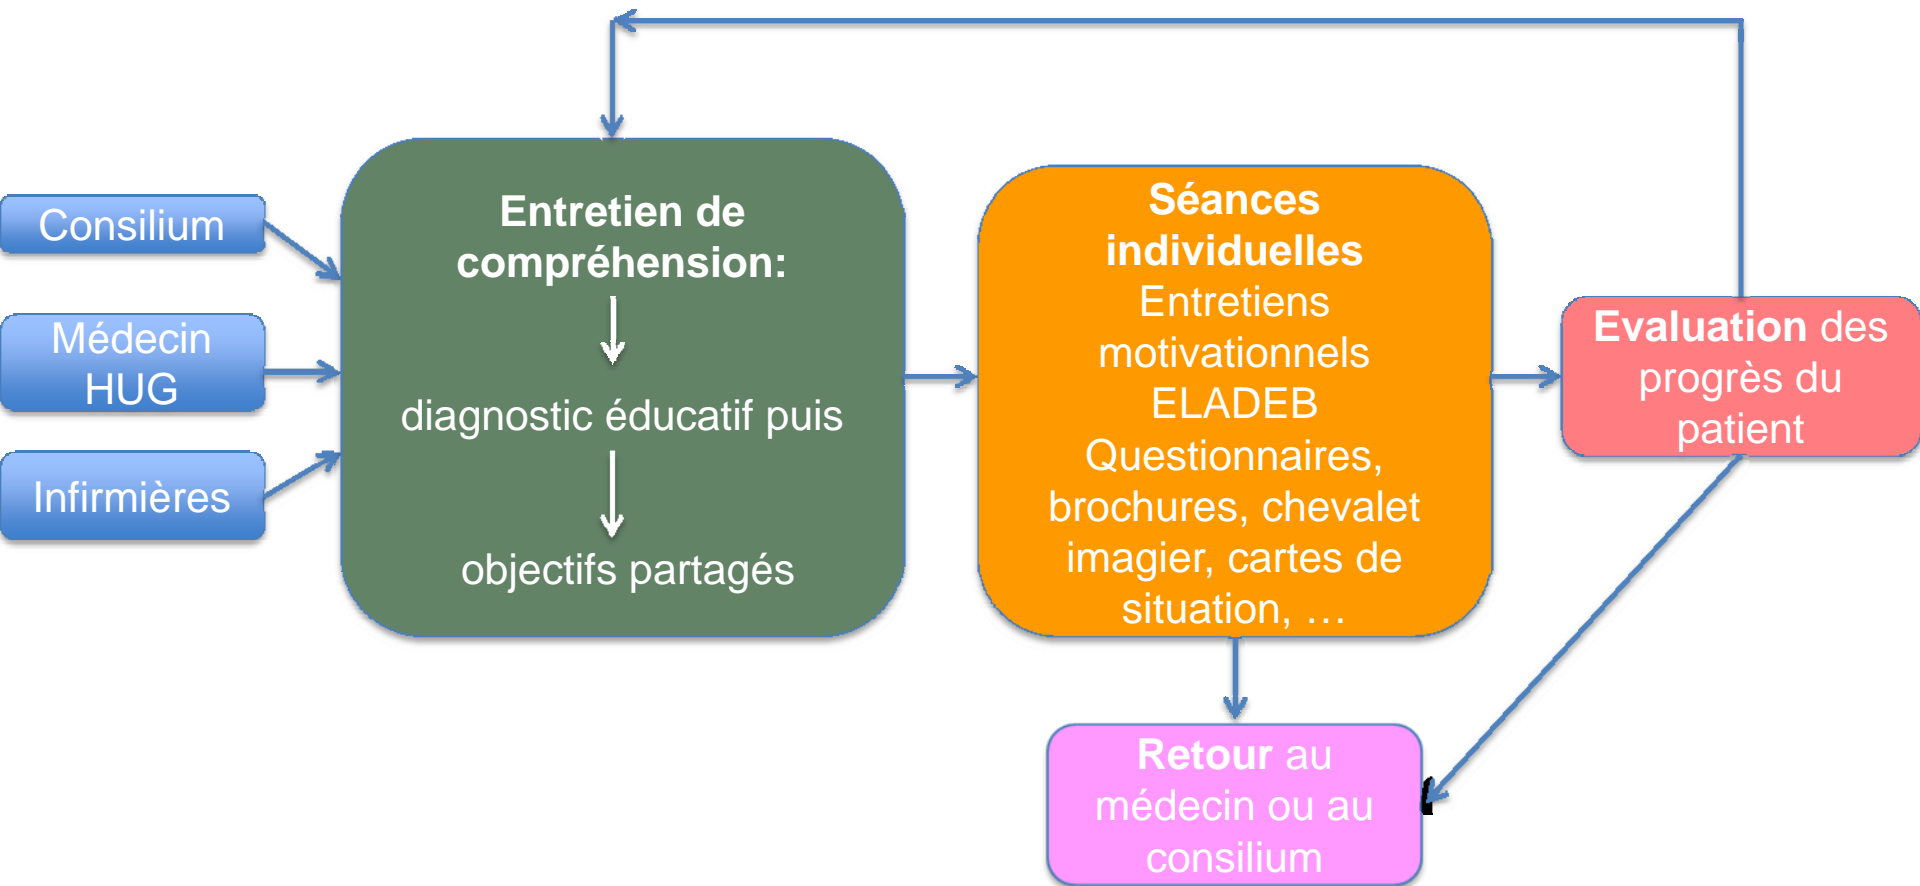 Consilium
Médecin
HUG
Infirmières
Entretien de
compréhension:
diagnostic éducatif puis
objectifs partagés
Séances
individuelles
Entretiens
motivationnels
ELADEB
Questionnaires,
brochures, chevalet
imagier, cartes de
situation, …
Evaluation des
progrès du
patient
Retour au
médecin ou au
consilium